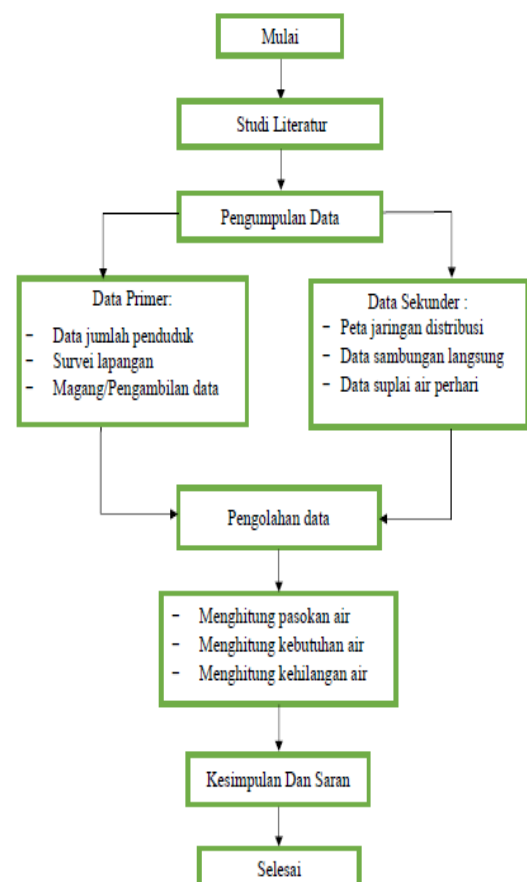 Mulai
Studi Literatur
Pengumpulan Data
Data Primer:
- Data jumlah penduduk
- Survei lapangan
- Magang/Pengambilan data
Data Sekunder :
- Peta jaringan distribusi
- Data sambungan langsung
- Data suplai air perhari
Pengolahan data
- Menghitung pasokan air
- Menghitung kebutuhan air
- Menghitung kehilangan air
Kesimpulan Dan Saran
Selesai